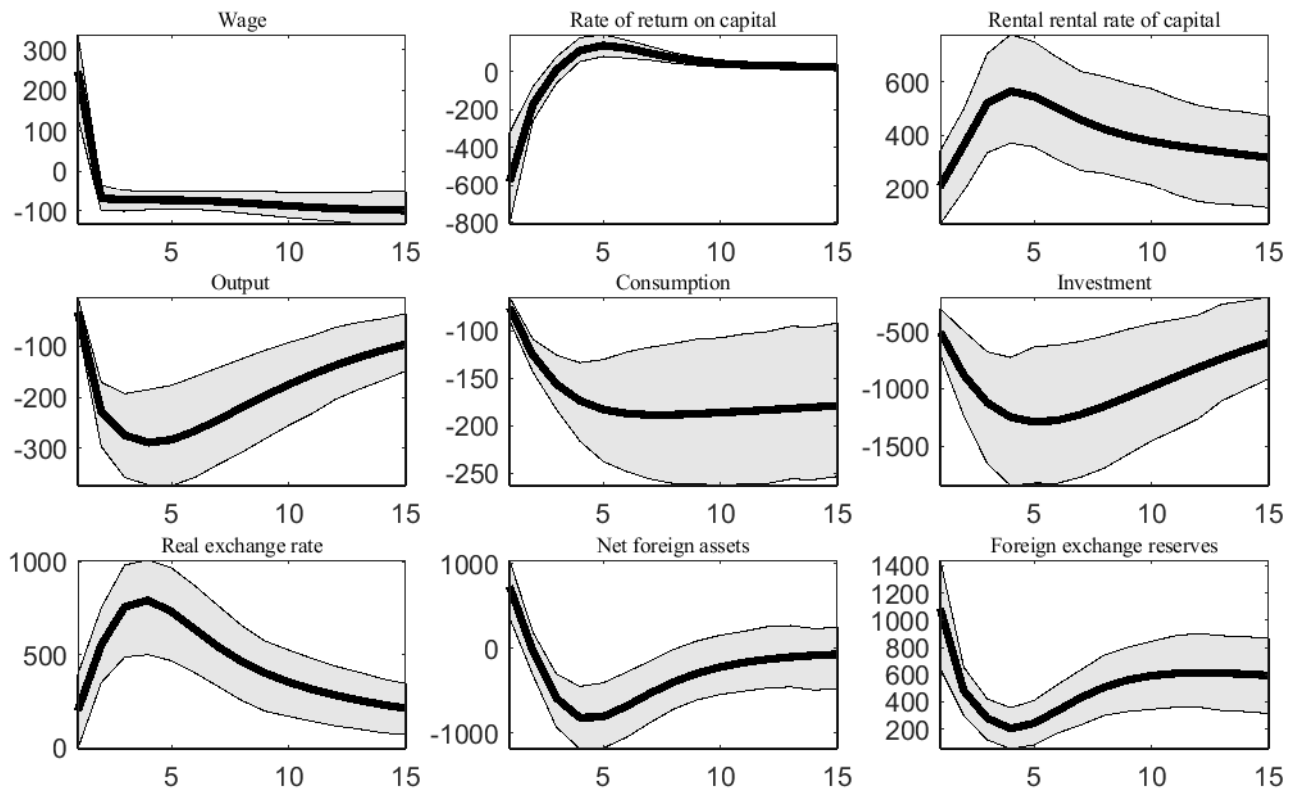 Wage
300
200
100
0
-100
5 10 15
Rate of return on capital
0
-200
-400
-600
-800
5 10 15
Rental rental rate of capital
600
400
200
5 10 15
Output
-100
-200
-300
5 10 15
Consumption
-100
-150
-200
-250
5 10 15
Investment
-500
-1000
-1500
5 10 15
Real exchange rate
1000
500
0
5 10 15
Net foreign assets
1000
0
-1000
5 10 15
Foreign exchange reserves
1400
1200
1000
800
600
400
200
5 10 15